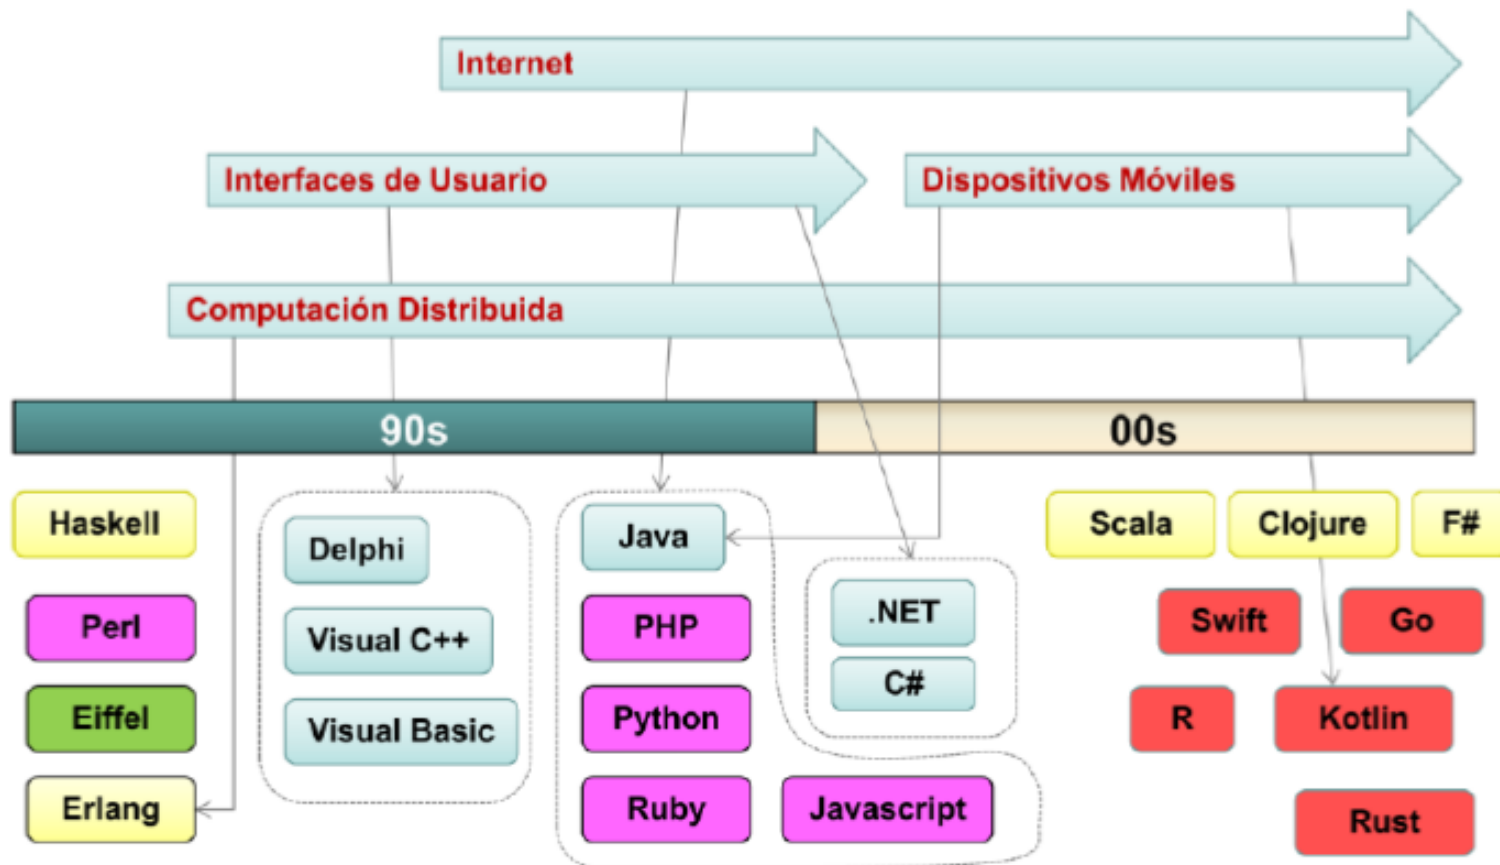 Internet
Interfaces de Usuario
Dispositivos Móviles
Computación Distribuida
90s
00s
Haskell
Perl
Eiffel
Erlang
Delphi
Visual C++
Visual Basic
Java
PHP
Python
Ruby
Javascript
.NET
C#
Scala
Clojure
F#
Swift
Go
R
Kotlin
Rust